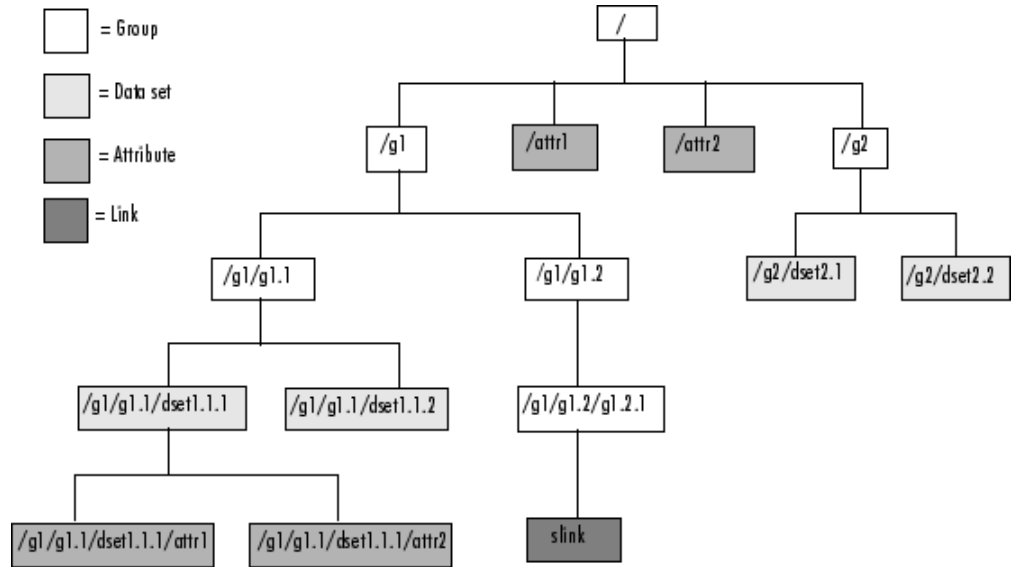 = Group
= Data set
= Attribute
= Link
/
/g1
/attr1
/attr2
/g2
/g1/g1.1
/g1/g1.2
/g2/dset2.1
/g2/dset2.2
/g1/g1.1/dset1.1.1
/g1/g1.1/dset1.1.2
/g1/g1.2/g1.2.1
/g1/g1.1/dset1.1.1/attr1
/g1/g1.1/dset1.1.1/attr2
slink